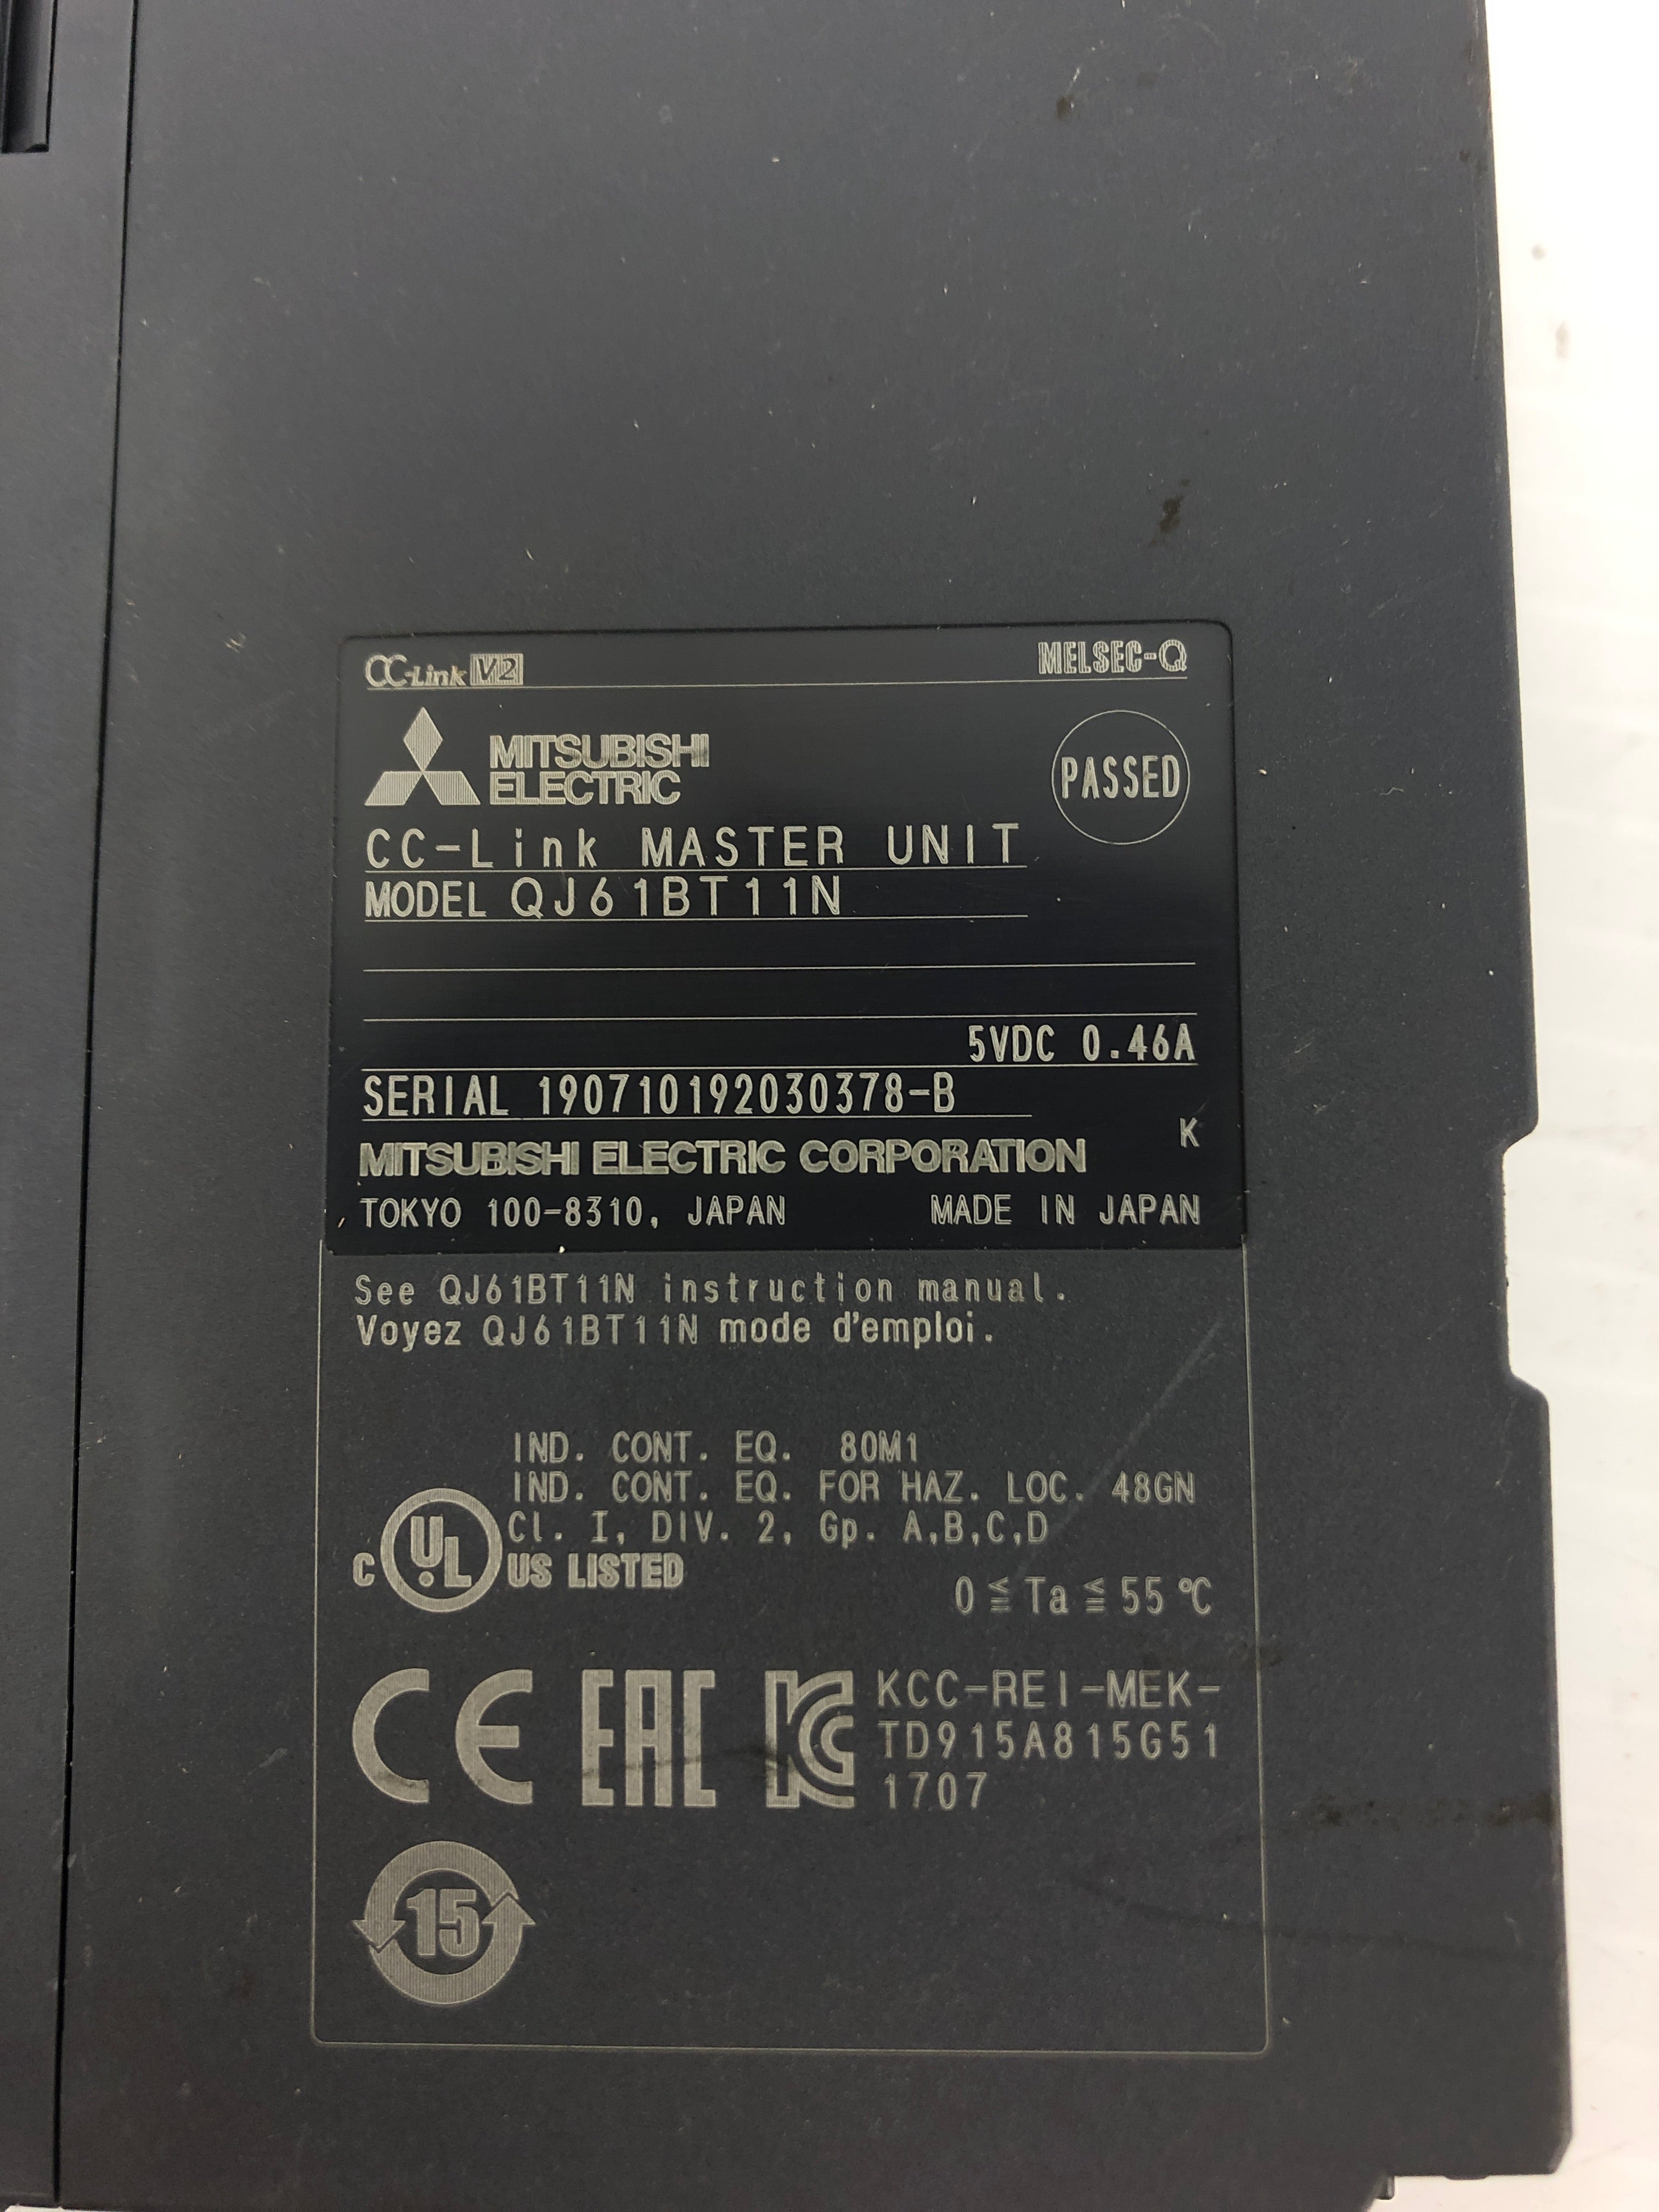 CC-Link V2 MELSEC-Q
MITSUBISHI
ELECTRIC
PASSED
CC-Link MASTER UNIT
MODEL QJ61BT11N
5VDC 0.46A
SERIAL 190710192030378-B
K
MITSUBISHI ELECTRIC CORPORATION
TOKYO 100-8310, JAPAN MADE IN JAPAN
See QJ61BT11N instruction manual.
Voyez QJ61BT11N mode d'emploi.
IND. CONT. EQ. 80M1
IND. CONT. EQ. FOR HAZ. LOC. 48GN
Cl. I, DIV. 2, Gp. A,B,C,D
C UL US LISTED
0≦Ta≦55℃
CE EAC KC KCC-REI-MEK-
TD915A815G51
1707
15